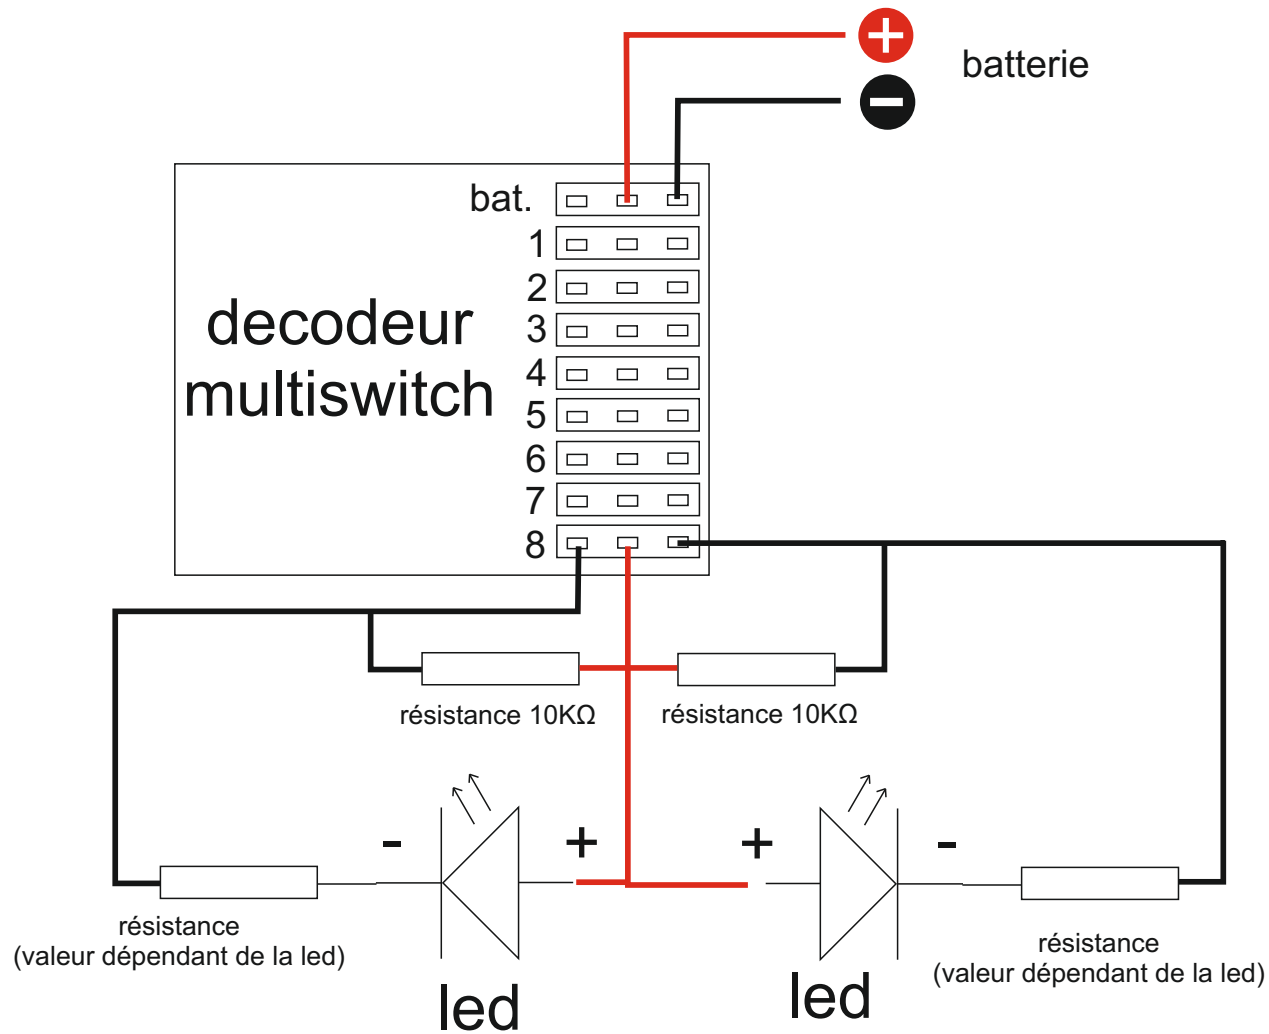 +
-
batterie
bat.
1
2
3
4
5
6
7
8
decodeur
multiswitch
résistance 10KΩ
résistance 10KΩ
-
+
+
-
résistance
(valeur dépendant de la led)
led
led
résistance
(valeur dépendant de la led)